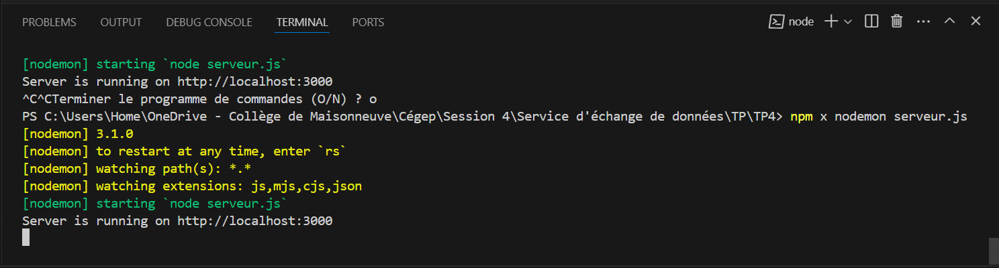 PROBLEMS OUTPUT DEBUG CONSOLE TERMINAL PORTS node
[nodemon] starting `node serveur.js`
Server is running on http://localhost:3000
^C^CTerminer le programme de commandes (O/N) ? o
PS C:\Users\Home\OneDrive - Collège de Maisonneuve\Cégep\Session 4\Service d'échange de données\TP\TP4> npm x nodemon serveur.js
[nodemon] 3.1.0
[nodemon] to restart at any time, enter `rs`
[nodemon] watching path(s): *.*
[nodemon] watching extensions: js,mjs,cjs,json
[nodemon] starting `node serveur.js`
Server is running on http://localhost:3000